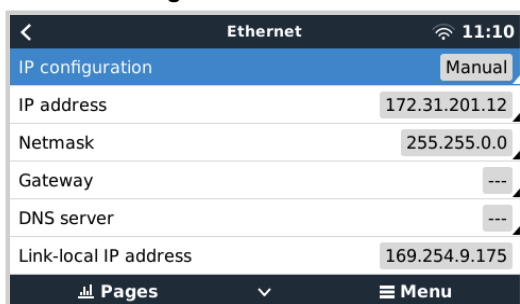 Ethernet 11:10
IP configuration Manual
IP address 172.31.201.12
Netmask 255.255.0.0
Gateway ---
DNS server ---
Link-local IP address 169.254.9.175
Pages Menu